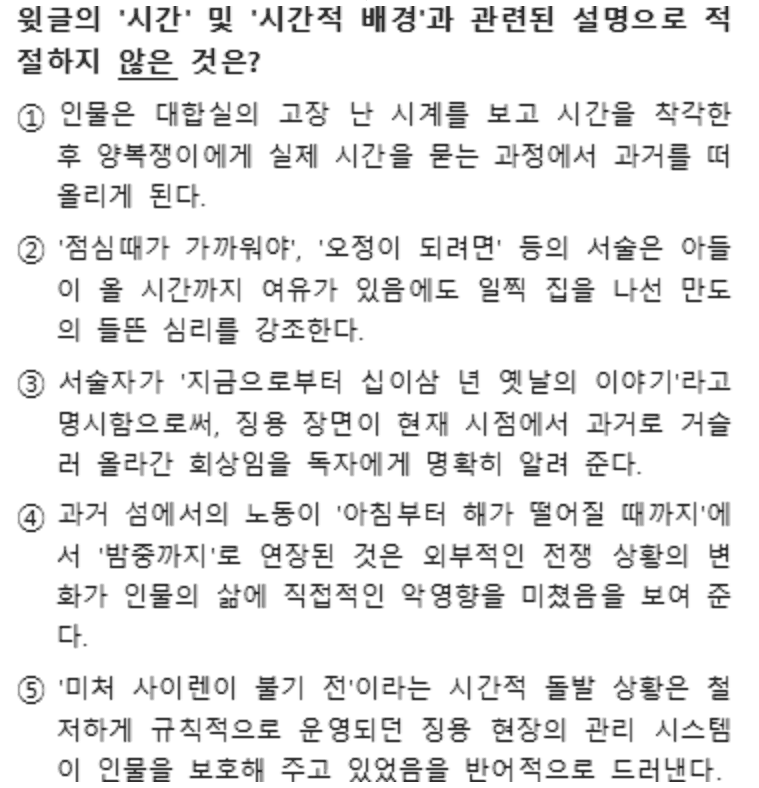 윗글의 '시간' 및 '시간적 배경'과 관련된 설명으로 적
절하지 않은 것은?
① 인물은 대합실의 고장 난 시계를 보고 시간을 착각한
후 양복쟁이에게 실제 시간을 묻는 과정에서 과거를 떠
올리게 된다.
② '점심때가 가까워야', '오정이 되려면' 등의 서술은 아들
이 올 시간까지 여유가 있음에도 일찍 집을 나선 만도
의 들뜬 심리를 강조한다.
③ 서술자가 '지금으로부터 십이삼 년 옛날의 이야기'라고
명시함으로써, 징용 장면이 현재 시점에서 과거로 거슬
러 올라간 회상임을 독자에게 명확히 알려 준다.
④ 과거 섬에서의 노동이 '아침부터 해가 떨어질 때까지'에
서 '밤중까지'로 연장된 것은 외부적인 전쟁 상황의 변
화가 인물의 삶에 직접적인 악영향을 미쳤음을 보여 준
다.
⑤ '미처 사이렌이 불기 전'이라는 시간적 돌발 상황은 철
저하게 규칙적으로 운영되던 징용 현장의 관리 시스템
이 인물을 보호해 주고 있었음을 반어적으로 드러낸다.